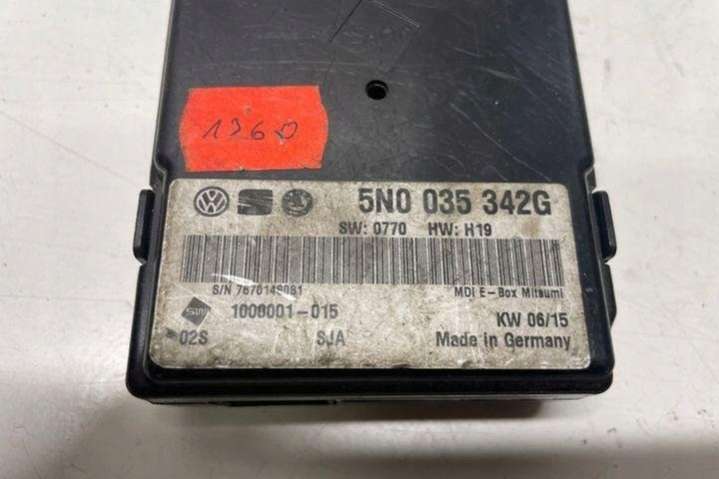 1360
5N0 035 342G
SW: 0770 HW: H19
S/N 7670149081
MDI E-Box Mitsumi
1000001-015
KW 06/15
02S SJA
Made in Germany